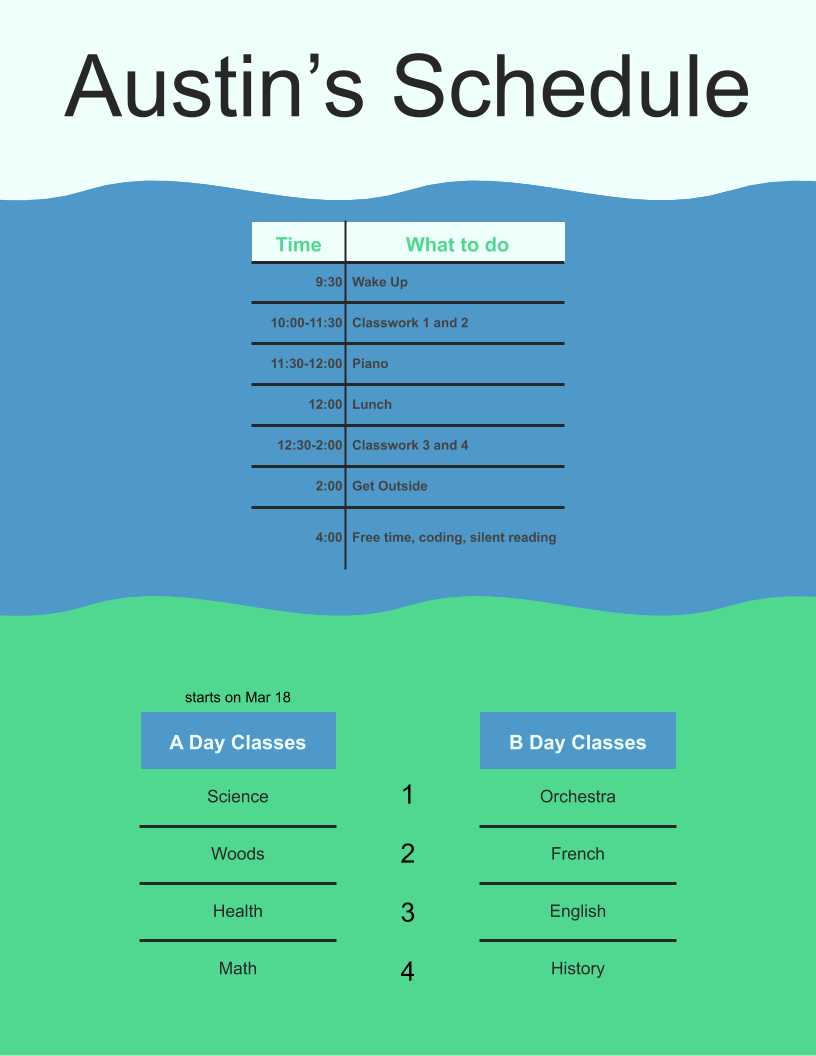 Austin’s Schedule
Time What to do
9:30 Wake Up
10:00-11:30 Classwork 1 and 2
11:30-12:00 Piano
12:00 Lunch
12:30-2:00 Classwork 3 and 4
2:00 Get Outside
4:00 Free time, coding, silent reading
starts on Mar 18
A Day Classes B Day Classes
Science 1 Orchestra
Woods 2 French
Health 3 English
Math 4 History